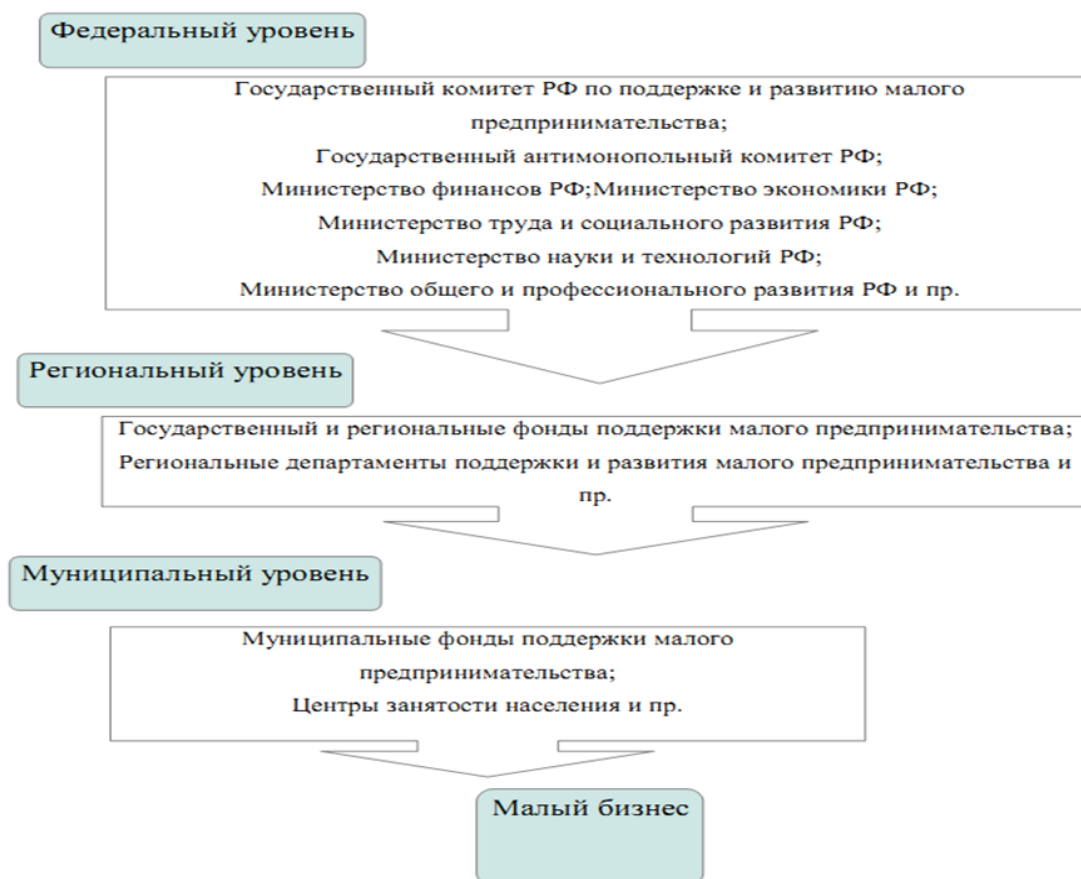 Федеральный уровень
Государственный комитет РФ по поддержке и развитию малого
предпринимательства;
Государственный антимонопольный комитет РФ;
Министерство финансов РФ;Министерство экономики РФ;
Министерство труда и социального развития РФ;
Министерство науки и технологий РФ;
Министерство общего и профессионального развития РФ и пр.
Региональный уровень
Государственный и региональные фонды поддержки малого предпринимательства;
Региональные департаменты поддержки и развития малого предпринимательства и
пр.
Муниципальный уровень
Муниципальные фонды поддержки малого
предпринимательства;
Центры занятости населения и пр.
Малый бизнес